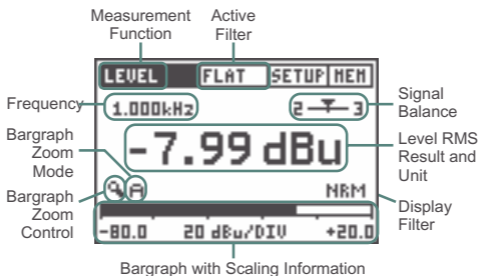 Measurement Function
Active Filter
LEVEL FLAT SETUP MEM
Frequency
1.000kHz
2 3
Signal Balance
Bargraph Zoom Mode
-7.99 dBu
Level RMS Result and Unit
A
NRM
Bargraph Zoom Control
Display Filter
-80.0 20 dBu/DIV +20.0
Bargraph with Scaling Information